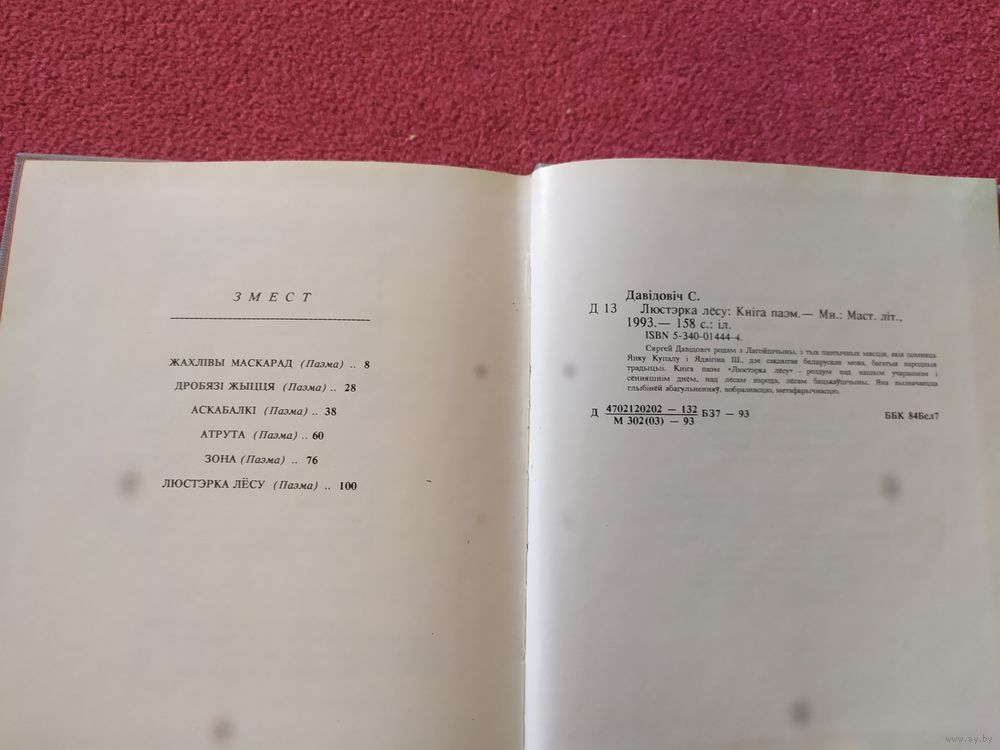 ЗМЕСТ
ЖАХЛІВЫ МАСКАРАД (Паэма) .. 8
ДРОБЯЗІ ЖЫЦЦЯ (Паэма) .. 28
АСКАБАЛКІ (Паэма) .. 38
АТРУТА (Паэма) .. 60
ЗОНА (Паэма) .. 76
ЛЮСТЭРКА ЛЁСУ (Паэма) .. 100
Давідовіч С.
Д 13 Люстэрка лёсу: Кніга паэм.— Мн.: Маст. літ.,
1993.— 158 с.: іл.
ISBN 5-340-01444-4.
Сяргей Давідовіч родам з Лагойшчыны, з тых паэтычных мясцін, якія помняць
Янку Купалу і Ядвігіна Ш., дзе сакавітая беларуская мова, багатыя народныя
традыцыі. Кніга паэм «Люстэрка лёсу» – роздум над нашым учарашнім і
сённяшнім днём, над лёсам народа, лёсам бацькаўшчыны. Яна вызначаецца
глыбінёй абагульненняў, вобразнасцю, метафарычнасцю.
Д 4702120202 — 132 БЗ7 — 93
М 302(03) — 93
ББК 84Бел7
www.ay.by